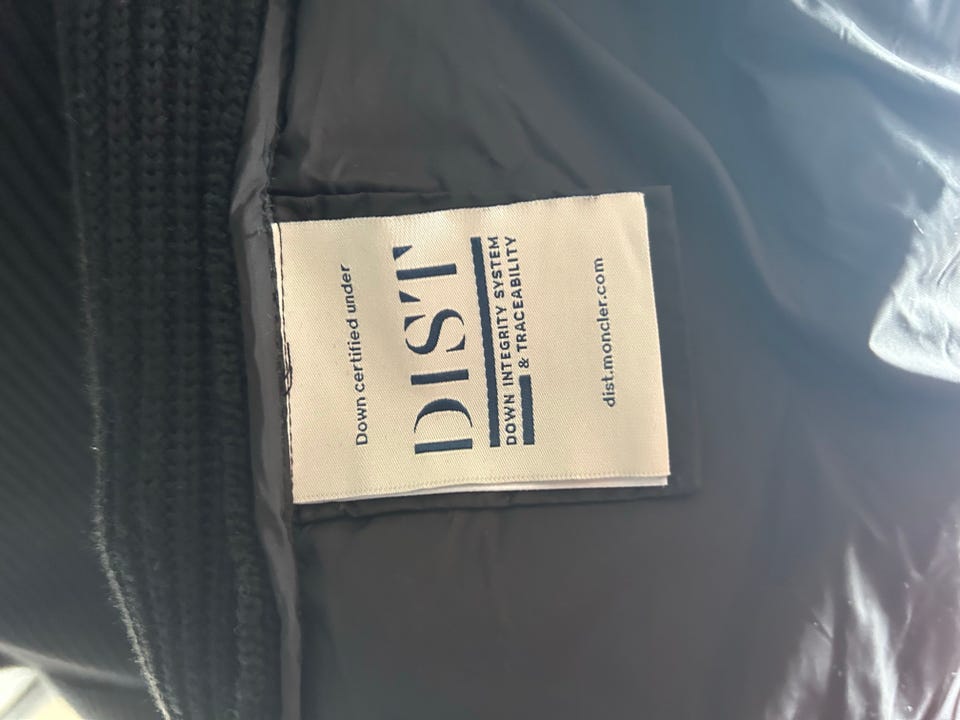 Down certified under
DIST
DOWN INTEGRITY SYSTEM
& TRACEABILITY
dist.moncler.com